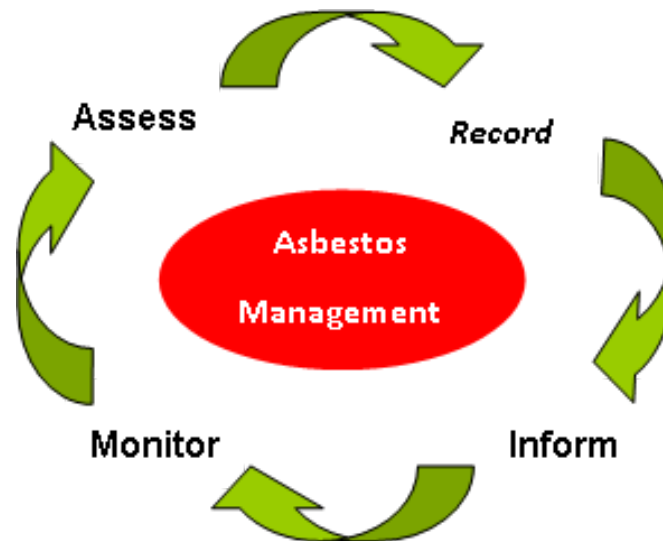 Assess
Record
Asbestos
Management
Monitor
Inform